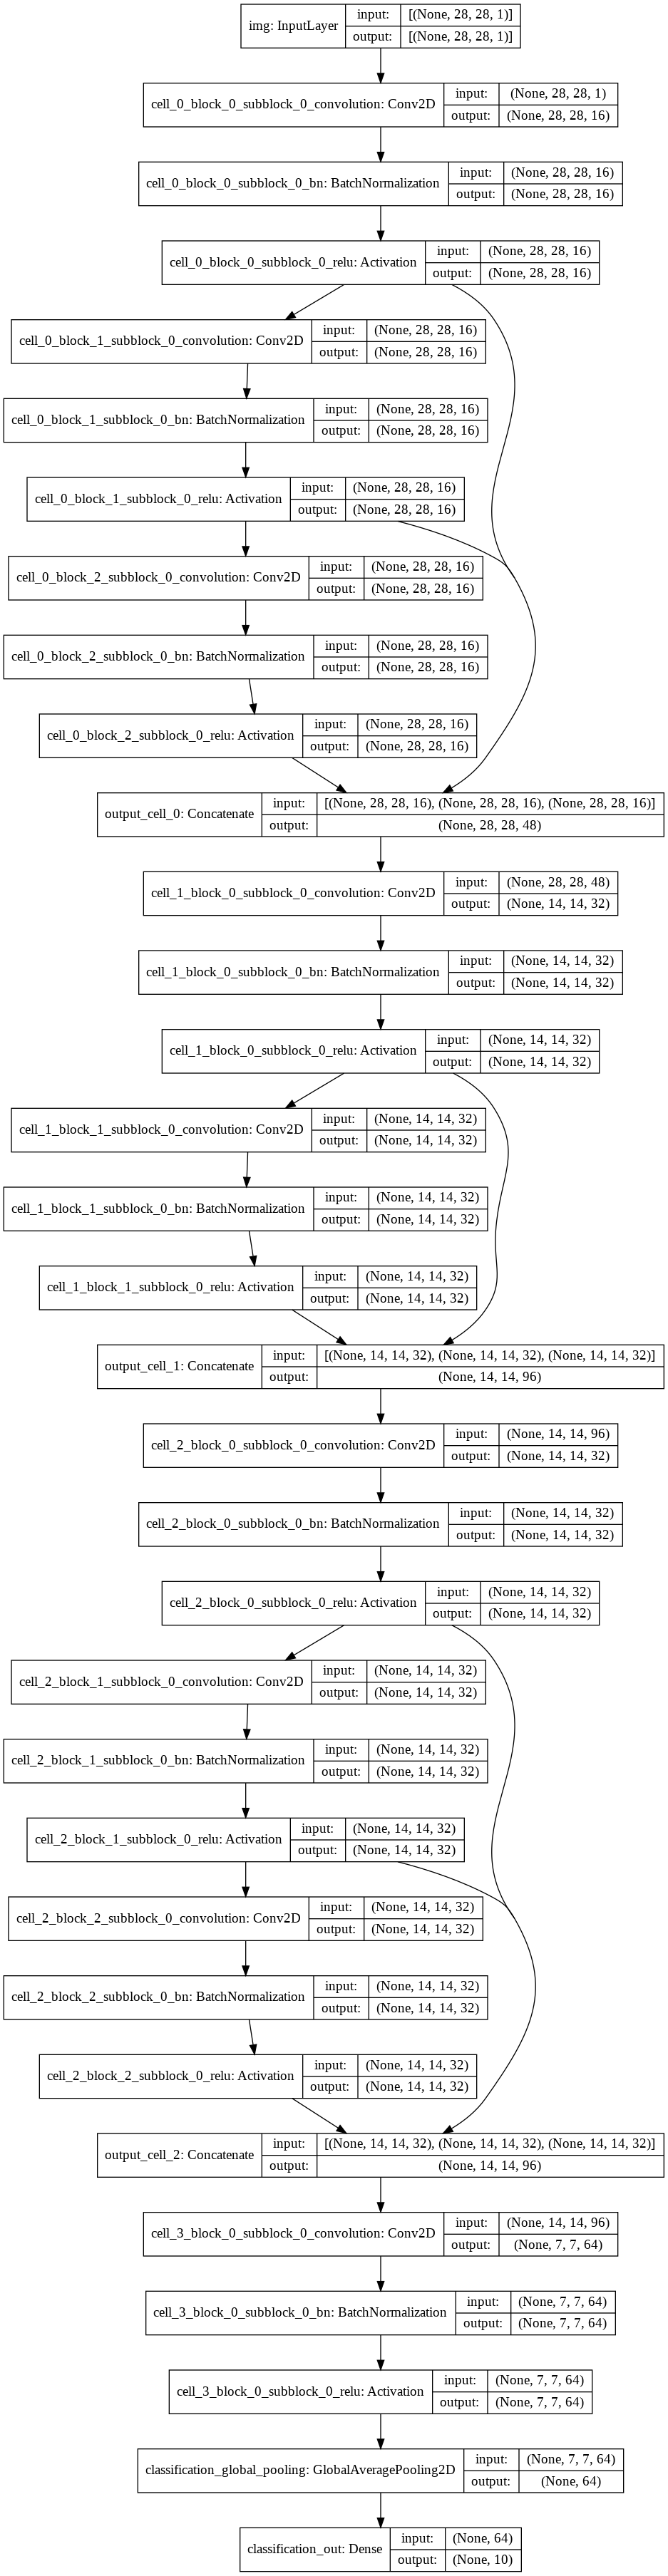 img: InputLayer
input: [(None, 28, 28, 1)]
output: [(None, 28, 28, 1)]
cell_0_block_0_subblock_0_convolution: Conv2D
input: (None, 28, 28, 1)
output: (None, 28, 28, 16)
cell_0_block_0_subblock_0_bn: BatchNormalization
input: (None, 28, 28, 16)
output: (None, 28, 28, 16)
cell_0_block_0_subblock_0_relu: Activation
input: (None, 28, 28, 16)
output: (None, 28, 28, 16)
cell_0_block_1_subblock_0_convolution: Conv2D
input: (None, 28, 28, 16)
output: (None, 28, 28, 16)
cell_0_block_1_subblock_0_bn: BatchNormalization
input: (None, 28, 28, 16)
output: (None, 28, 28, 16)
cell_0_block_1_subblock_0_relu: Activation
input: (None, 28, 28, 16)
output: (None, 28, 28, 16)
cell_0_block_2_subblock_0_convolution: Conv2D
input: (None, 28, 28, 16)
output: (None, 28, 28, 16)
cell_0_block_2_subblock_0_bn: BatchNormalization
input: (None, 28, 28, 16)
output: (None, 28, 28, 16)
cell_0_block_2_subblock_0_relu: Activation
input: (None, 28, 28, 16)
output: (None, 28, 28, 16)
output_cell_0: Concatenate
input: [(None, 28, 28, 16), (None, 28, 28, 16), (None, 28, 28, 16)]
output: (None, 28, 28, 48)
cell_1_block_0_subblock_0_convolution: Conv2D
input: (None, 28, 28, 48)
output: (None, 14, 14, 32)
cell_1_block_0_subblock_0_bn: BatchNormalization
input: (None, 14, 14, 32)
output: (None, 14, 14, 32)
cell_1_block_0_subblock_0_relu: Activation
input: (None, 14, 14, 32)
output: (None, 14, 14, 32)
cell_1_block_1_subblock_0_convolution: Conv2D
input: (None, 14, 14, 32)
output: (None, 14, 14, 32)
cell_1_block_1_subblock_0_bn: BatchNormalization
input: (None, 14, 14, 32)
output: (None, 14, 14, 32)
cell_1_block_1_subblock_0_relu: Activation
input: (None, 14, 14, 32)
output: (None, 14, 14, 32)
output_cell_1: Concatenate
input: [(None, 14, 14, 32), (None, 14, 14, 32), (None, 14, 14, 32)]
output: (None, 14, 14, 96)
cell_2_block_0_subblock_0_convolution: Conv2D
input: (None, 14, 14, 96)
output: (None, 14, 14, 32)
cell_2_block_0_subblock_0_bn: BatchNormalization
input: (None, 14, 14, 32)
output: (None, 14, 14, 32)
cell_2_block_0_subblock_0_relu: Activation
input: (None, 14, 14, 32)
output: (None, 14, 14, 32)
cell_2_block_1_subblock_0_convolution: Conv2D
input: (None, 14, 14, 32)
output: (None, 14, 14, 32)
cell_2_block_1_subblock_0_bn: BatchNormalization
input: (None, 14, 14, 32)
output: (None, 14, 14, 32)
cell_2_block_1_subblock_0_relu: Activation
input: (None, 14, 14, 32)
output: (None, 14, 14, 32)
cell_2_block_2_subblock_0_convolution: Conv2D
input: (None, 14, 14, 32)
output: (None, 14, 14, 32)
cell_2_block_2_subblock_0_bn: BatchNormalization
input: (None, 14, 14, 32)
output: (None, 14, 14, 32)
cell_2_block_2_subblock_0_relu: Activation
input: (None, 14, 14, 32)
output: (None, 14, 14, 32)
output_cell_2: Concatenate
input: [(None, 14, 14, 32), (None, 14, 14, 32), (None, 14, 14, 32)]
output: (None, 14, 14, 96)
cell_3_block_0_subblock_0_convolution: Conv2D
input: (None, 14, 14, 96)
output: (None, 7, 7, 64)
cell_3_block_0_subblock_0_bn: BatchNormalization
input: (None, 7, 7, 64)
output: (None, 7, 7, 64)
cell_3_block_0_subblock_0_relu: Activation
input: (None, 7, 7, 64)
output: (None, 7, 7, 64)
classification_global_pooling: GlobalAveragePooling2D
input: (None, 7, 7, 64)
output: (None, 64)
classification_out: Dense
input: (None, 64)
output: (None, 10)